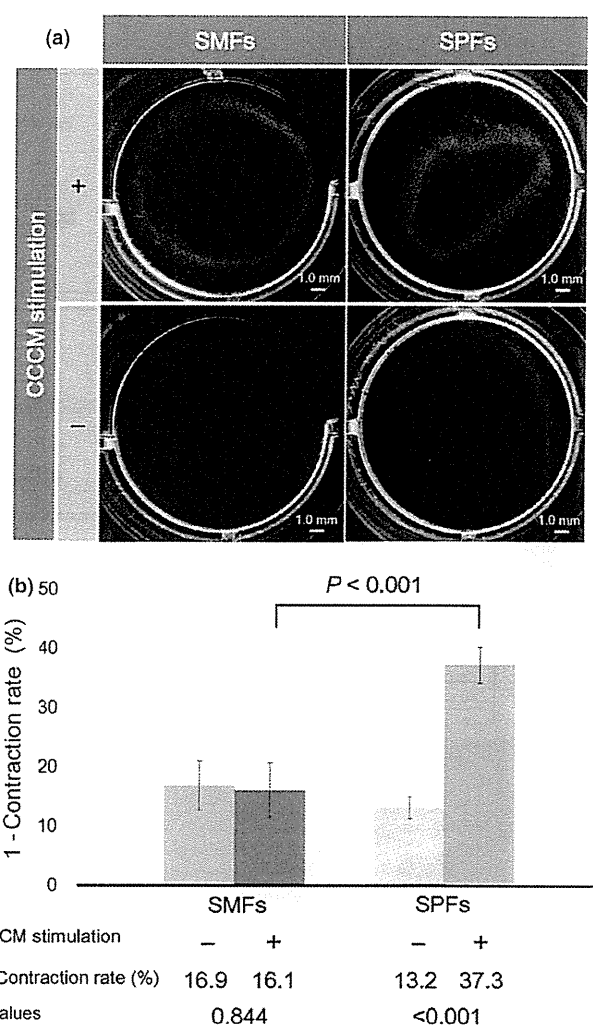 (a)
SMFs SPFs
CCCM stimulation
+
1.0 mm 1.0 mm
−
1.0 mm 1.0 mm
(b)
1 - Contraction rate (%)
50
40
30
20
10
0
P < 0.001
SMFs SPFs
CM stimulation − + − +
Contraction rate (%) 16.9 16.1 13.2 37.3
alues 0.844 <0.001